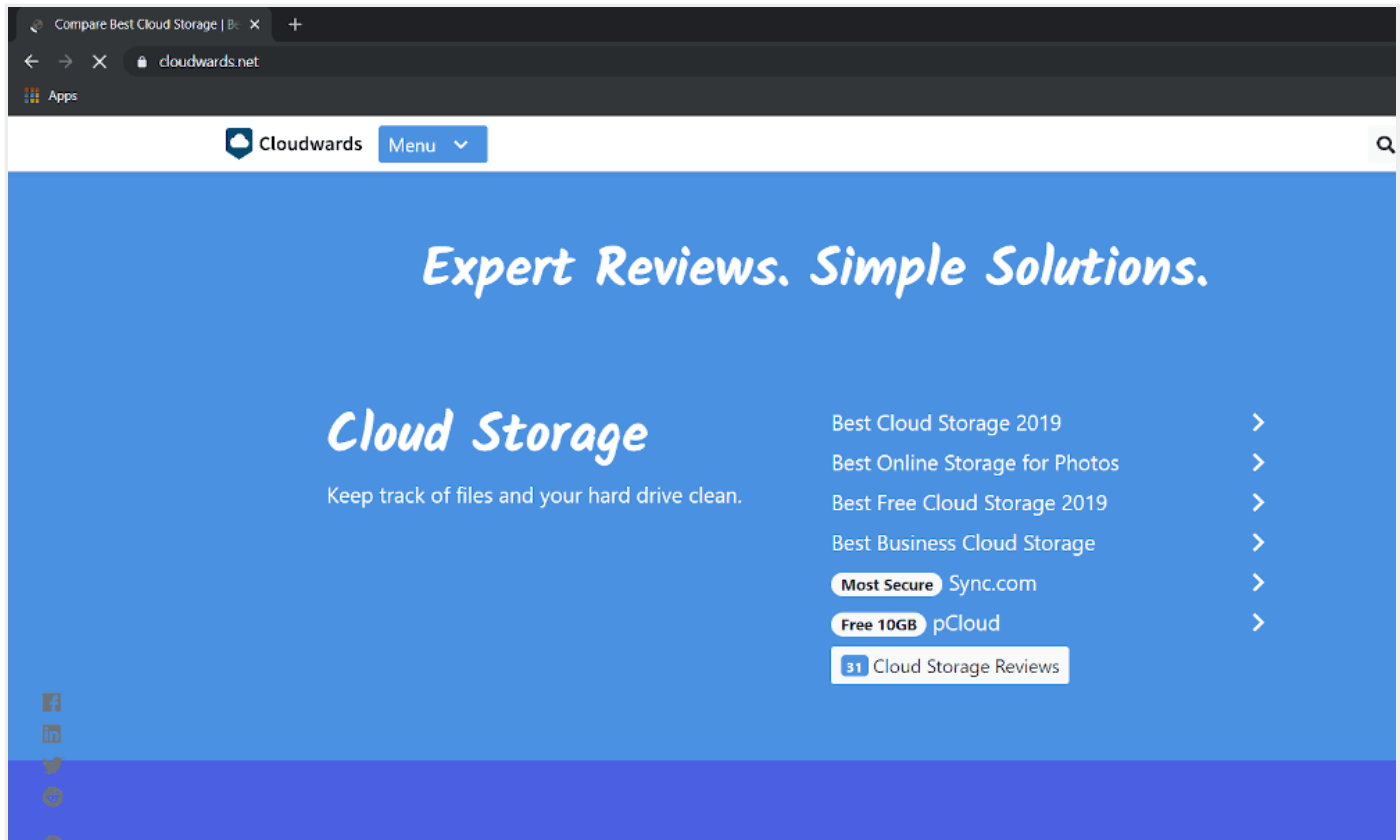 Compare Best Cloud Storage | Be
cloudwards.net
Apps
Cloudwards
Menu
Expert Reviews. Simple Solutions.
Cloud Storage
Keep track of files and your hard drive clean.
Best Cloud Storage 2019
Best Online Storage for Photos
Best Free Cloud Storage 2019
Best Business Cloud Storage
Most Secure Sync.com
Free 10GB pCloud
31 Cloud Storage Reviews